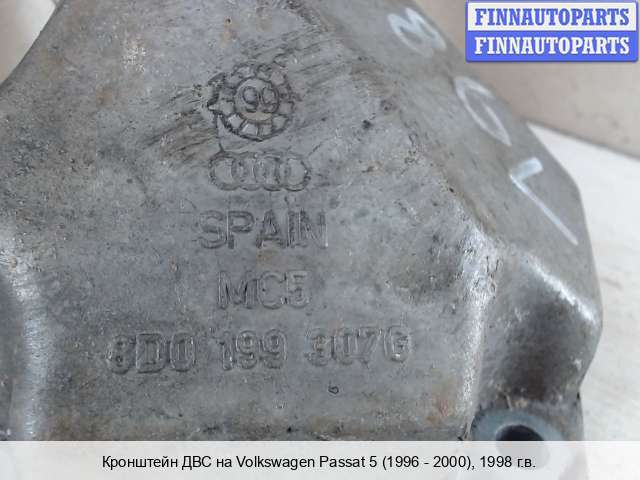 FINNAUTOPARTS
FINNAUTOPARTS
99
SPAIN
MC5
8D0 199 307G
Кронштейн ДВС на Volkswagen Passat 5 (1996 - 2000), 1998 г.в.